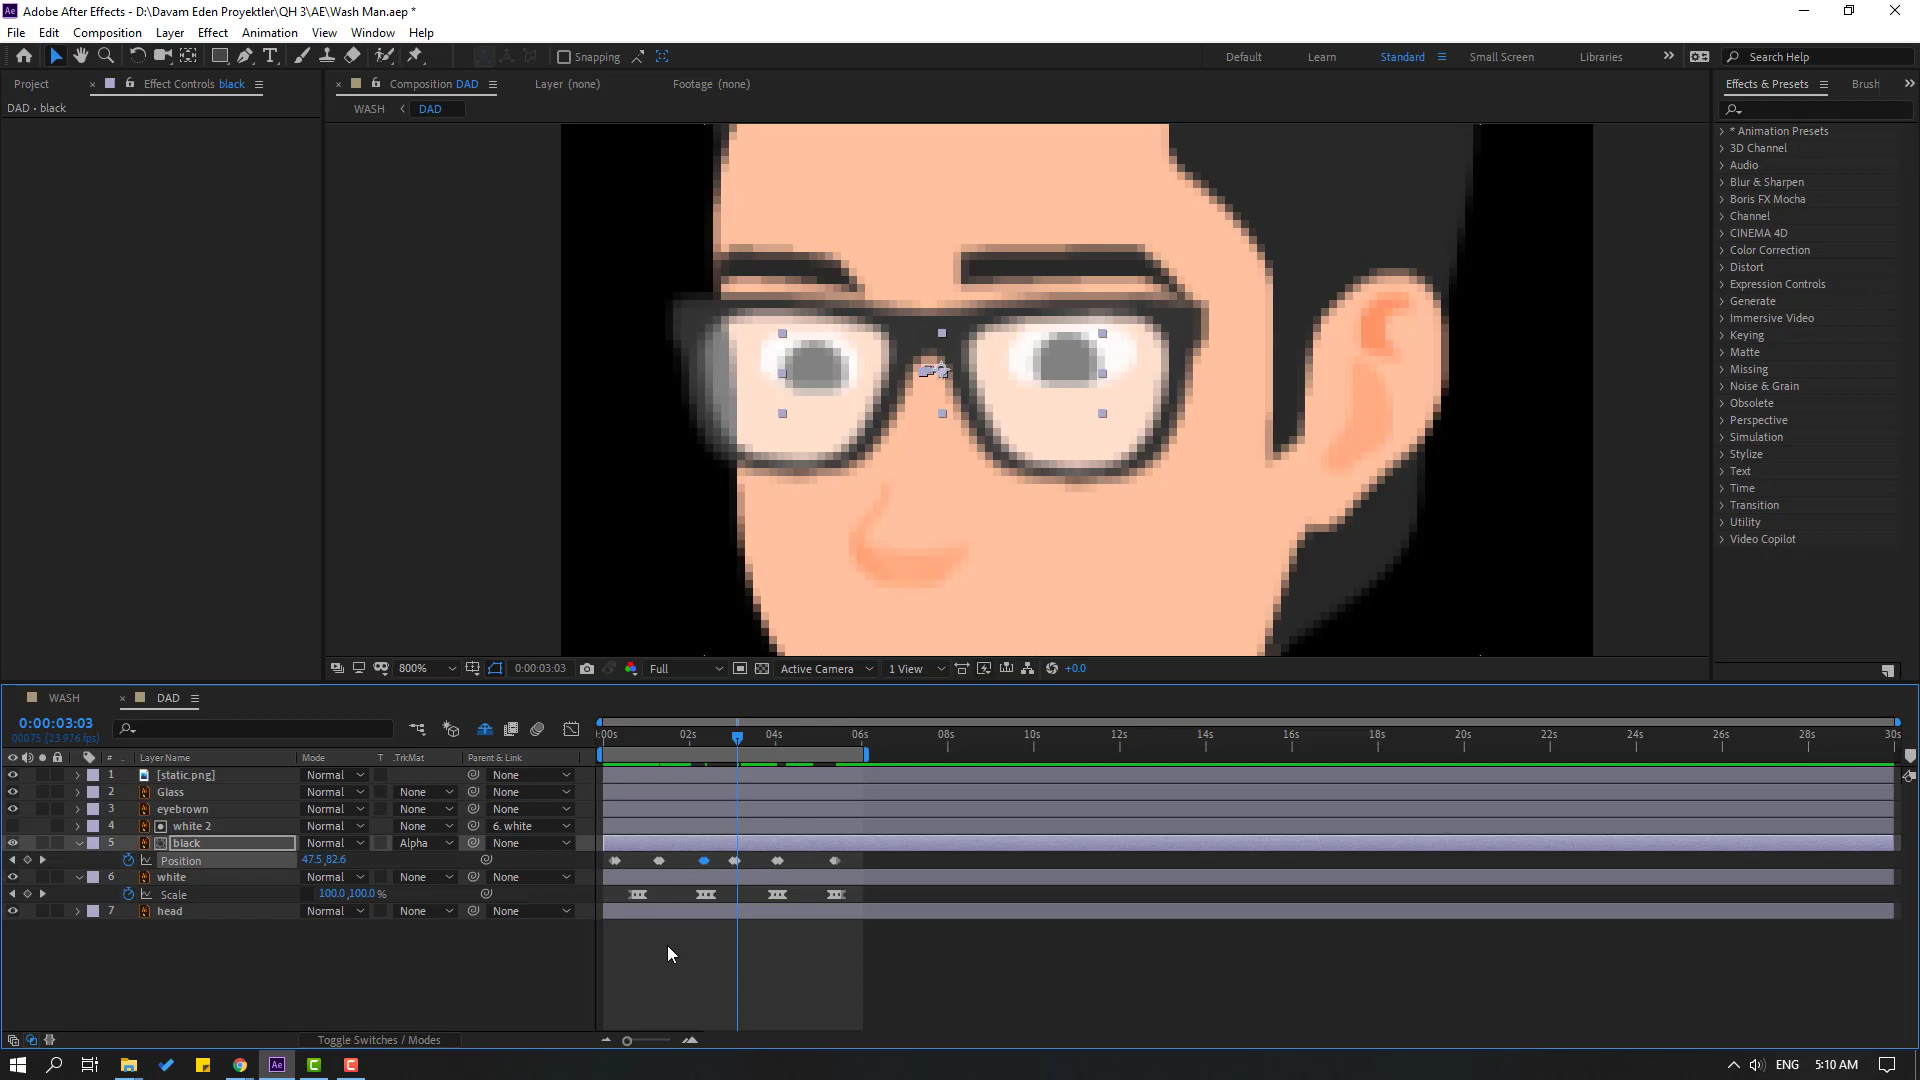 Adobe After Effects - D:\Davam Eden Proyektler\QH 3\AE\Wash Man.aep *
File Edit Composition Layer Effect Animation View Window Help
Snapping Default Learn Standard Small Screen Libraries Search Help
Project Effect Controls black Composition DAD Layer (none) Footage (none) Effects & Presets Brush
DAD • black WASH DAD
* Animation Presets
3D Channel
Audio
Blur & Sharpen
Boris FX Mocha
Channel
CINEMA 4D
Color Correction
Distort
Expression Controls
Generate
Immersive Video
Keying
Matte
Missing
Noise & Grain
Obsolete
Perspective
Simulation
Stylize
Text
Time
Transition
Utility
Video Copilot
800% 0:00:03:03 Full Active Camera 1 View +0.0
WASH DAD
0:00:03:03
00075 (23.976 fps)
:00s 02s 04s 06s 08s 10s 12s 14s 16s 18s 20s 22s 24s 26s 28s 30s
# Layer Name Mode T .TrkMat Parent & Link
1 [static.png] Normal None
2 Glass Normal None None
3 eyebrown Normal None None
4 white 2 Normal None 6. white
5 black Normal Alpha None
Position 47.5,82.6
6 white Normal None None
Scale 100.0,100.0 %
7 head Normal None None
Toggle Switches / Modes
ENG 5:10 AM